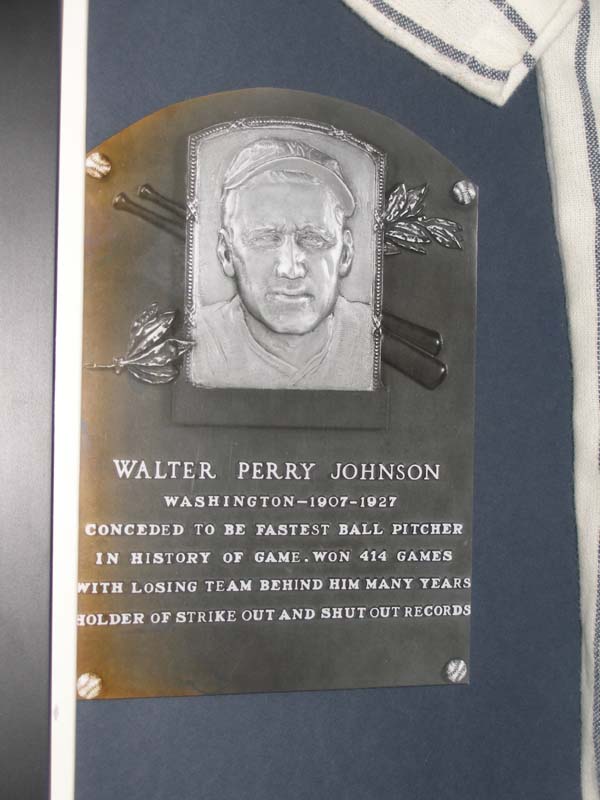 WALTER PERRY JOHNSON
WASHINGTON—1907-1927
CONCEDED TO BE FASTEST BALL PITCHER
IN HISTORY OF GAME. WON 414 GAMES
WITH LOSING TEAM BEHIND HIM MANY YEARS
HOLDER OF STRIKE OUT AND SHUT OUT RECORDS